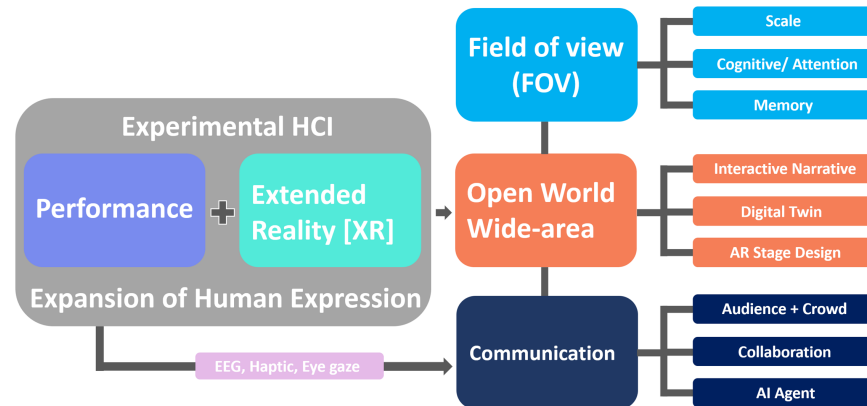 Experimental HCI
Performance
+
Extended
Reality [XR]
Expansion of Human Expression
EEG, Haptic, Eye gaze
Field of view
(FOV)
Scale
Cognitive/ Attention
Memory
Open World
Wide-area
Interactive Narrative
Digital Twin
AR Stage Design
Communication
Audience + Crowd
Collaboration
AI Agent